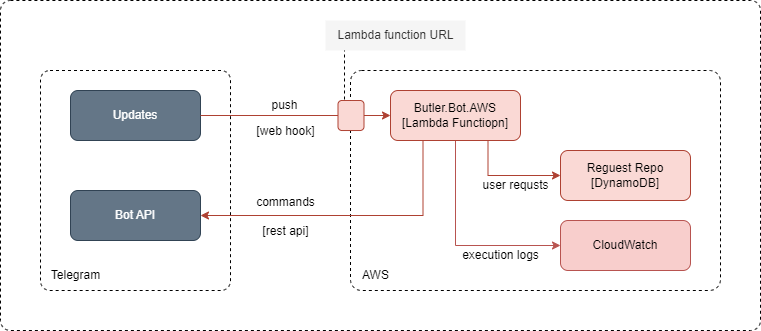 Lambda function URL
Updates
push
[web hook]
Butler.Bot.AWS
[Lambda Functiopn]
Reguest Repo
[DynamoDB]
user requsts
Bot API
commands
[rest api]
CloudWatch
execution logs
Telegram
AWS